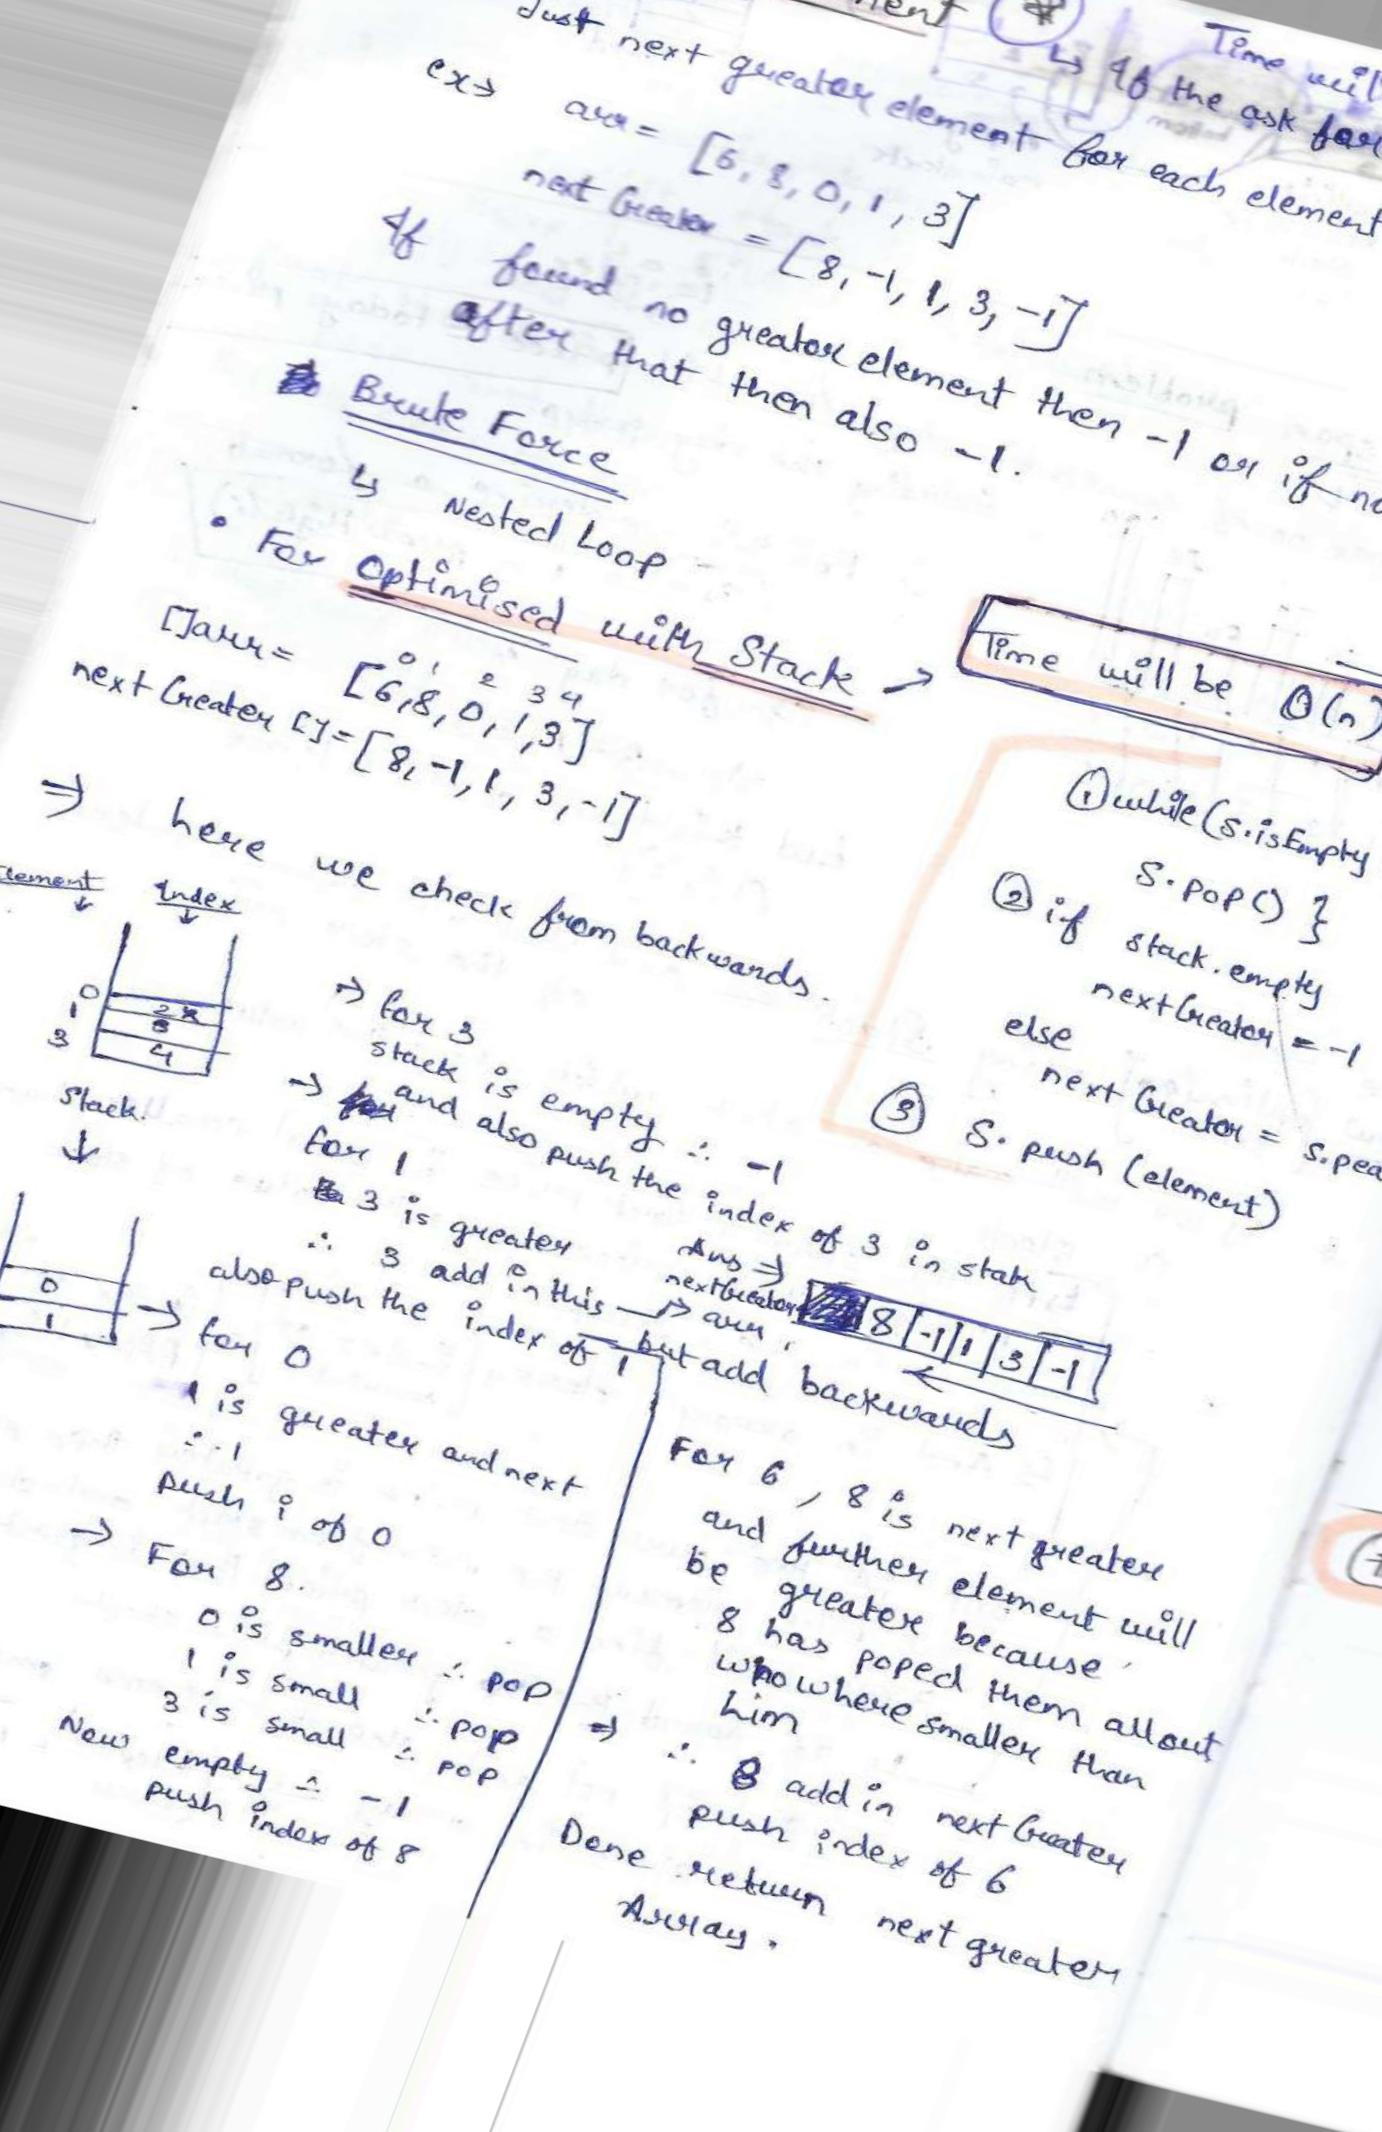 Time will
↳ If the ask for
Just next greater element for each element
ex→ arr = [6, 8, 0, 1, 3]
next Greater = [8, -1, 1, 3, -1]
If found no greator element then -1 or if no
after that then also -1.
Brute Force
↳ Nested Loop
• For Optimised with Stack → Time will be O(n)
0 1 2 3 4
[]arr = [6,8,0,1,3]
next Greater []=[8,-1,1,3,-1]
⇒ here we check from backwards.
① while(s.isEmpty
s.pop() }
② if stack.empty
nextGreator = -1
else
next Greator = s.pea
③ S. push (element)
Element Index
↓ ↓
0 2
1 3
3 4
Stack.
↓
0
1
→ for 3
stack is empty ∴ -1
and also push the index of 3 in stak
→ for 1
3 is greater
∴ 3 add in this → arr,
also push the index of 1 but add backwards
Ans ⇒
nextGreator 8 | -1 | 1 | 3 | -1
→ for 0
1 is greater and next
∴ 1
push i of 0
→ For 8.
0 is smaller ∴ pop
1 is small ∴ pop
3 is small ∴ pop
Now empty ∴ -1
push index of 8
For 6, 8 is next greater
and further element will
be greater because
8 has poped them all out
who where smaller than
him
⇒ ∴ 8 add in next Greater
push index of 6
Done return next greater
Array.